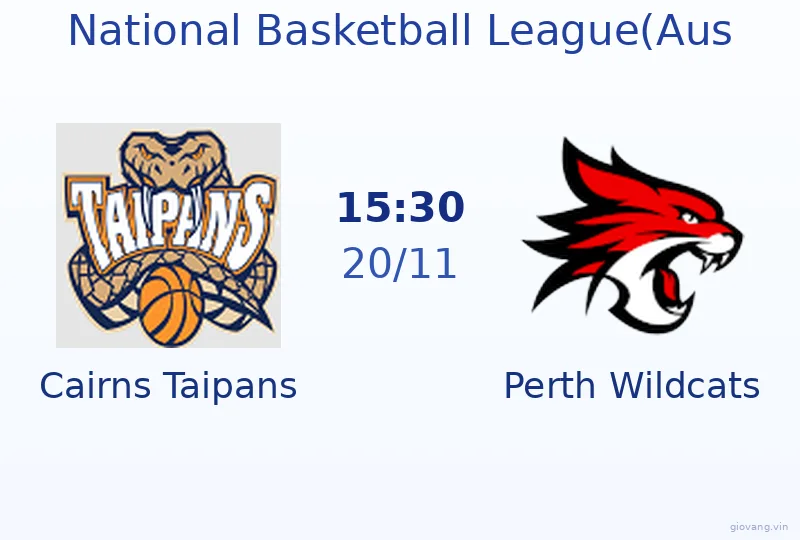 National Basketball League(Aus
TAIPANS
15:30
20/11
Cairns Taipans
Perth Wildcats
giovang.vin